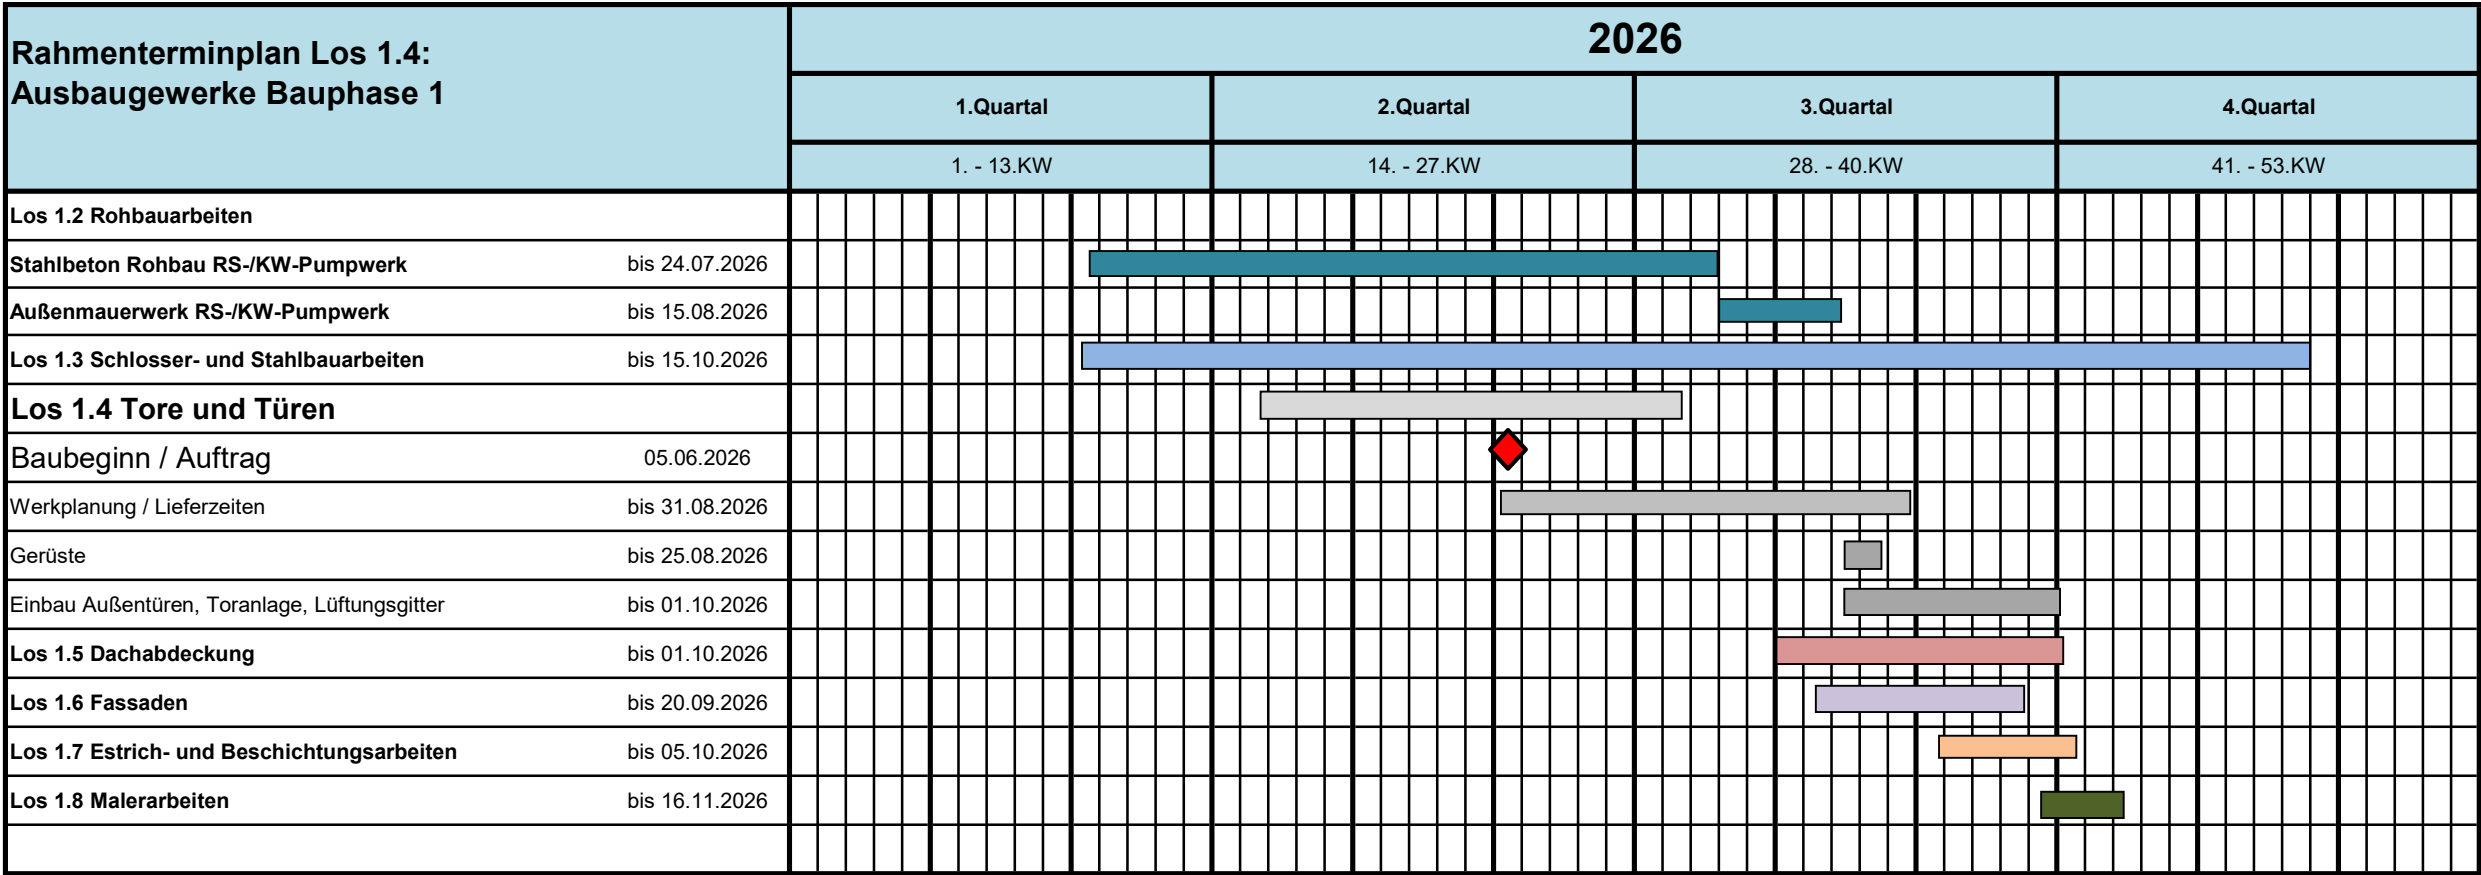 Rahmenterminplan Los 1.4:
Ausbaugewerke Bauphase 1
2026
1.Quartal 2.Quartal 3.Quartal 4.Quartal
1. - 13.KW 14. - 27.KW 28. - 40.KW 41. - 53.KW
Los 1.2 Rohbauarbeiten
Stahlbeton Rohbau RS-/KW-Pumpwerk bis 24.07.2026
Außenmauerwerk RS-/KW-Pumpwerk bis 15.08.2026
Los 1.3 Schlosser- und Stahlbauarbeiten bis 15.10.2026
Los 1.4 Tore und Türen
Baubeginn / Auftrag 05.06.2026
Werkplanung / Lieferzeiten bis 31.08.2026
Gerüste bis 25.08.2026
Einbau Außentüren, Toranlage, Lüftungsgitter bis 01.10.2026
Los 1.5 Dachabdeckung bis 01.10.2026
Los 1.6 Fassaden bis 20.09.2026
Los 1.7 Estrich- und Beschichtungsarbeiten bis 05.10.2026
Los 1.8 Malerarbeiten bis 16.11.2026